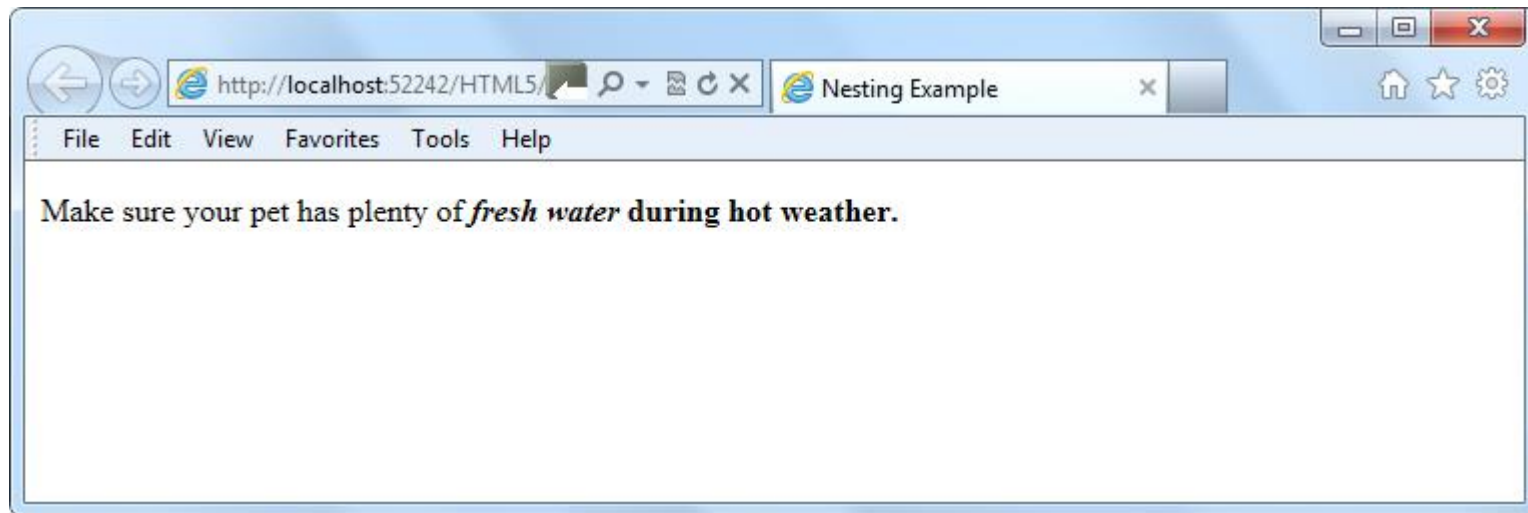 http://localhost:52242/HTML5/
Nesting Example
File Edit View Favorites Tools Help
Make sure your pet has plenty of fresh water during hot weather.